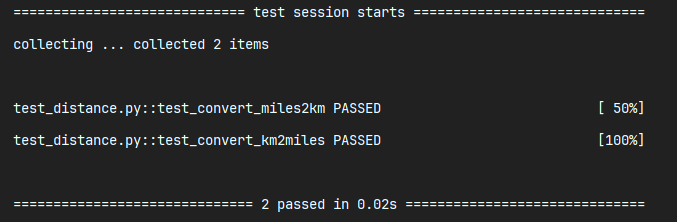 ============================= test session starts =============================
collecting ... collected 2 items
test_distance.py::test_convert_miles2km PASSED                           [ 50%]
test_distance.py::test_convert_km2miles PASSED                           [100%]
============================== 2 passed in 0.02s ==============================